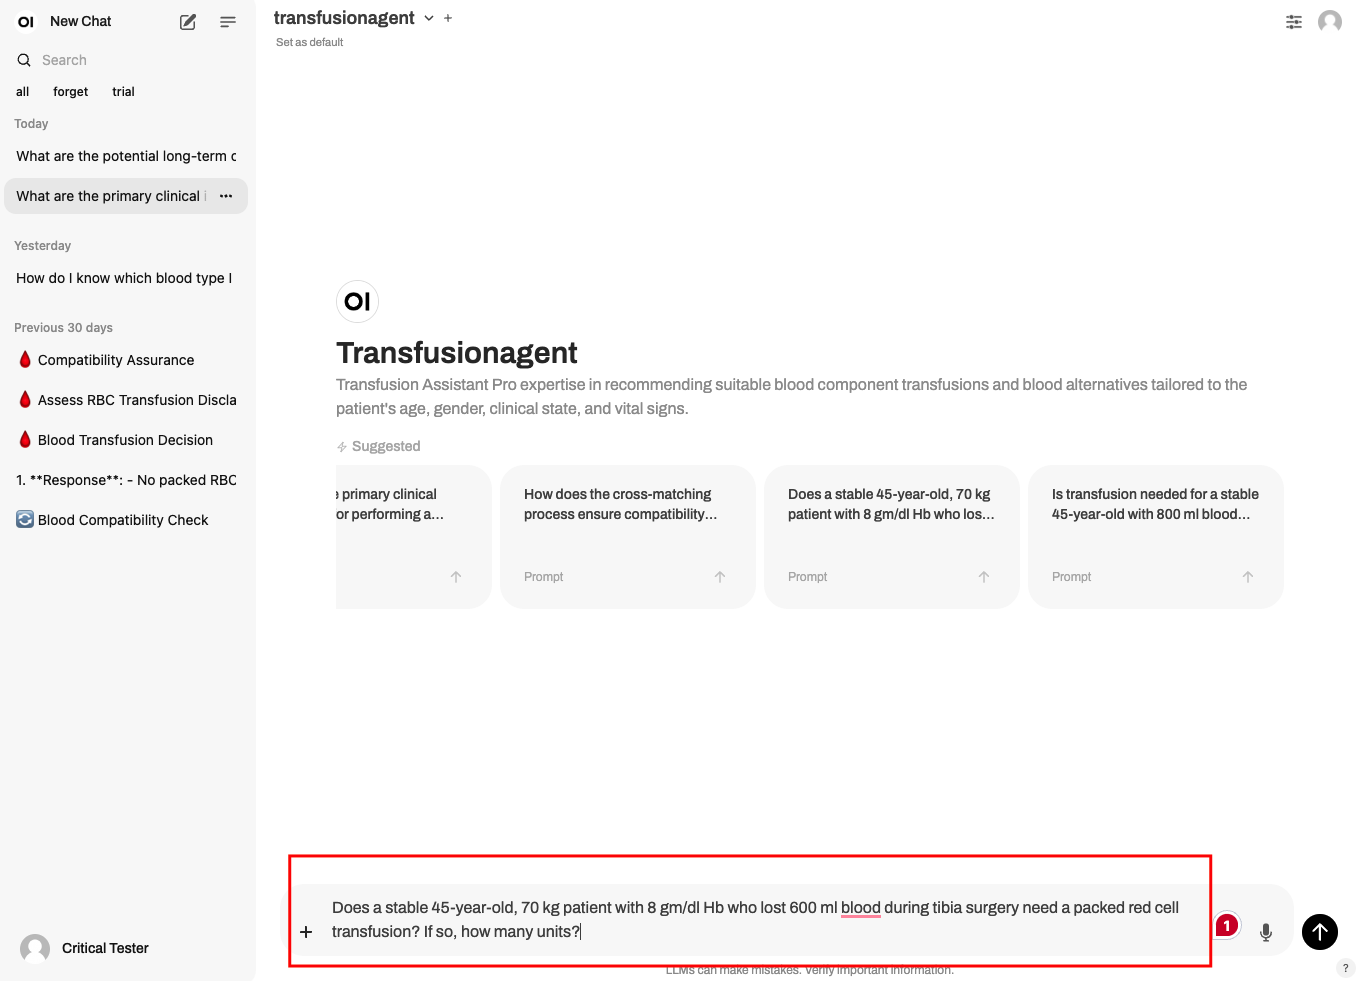 OI New Chat
Search
all forget trial
Today
What are the potential long-term
What are the primary clinical
Yesterday
How do I know which blood type I
Previous 30 days
Compatibility Assurance
Assess RBC Transfusion Discla
Blood Transfusion Decision
1. **Response**: - No packed RBC
Blood Compatibility Check
Critical Tester
transfusionagent
Set as default
OI
Transfusionagent
Transfusion Assistant Pro expertise in recommending suitable blood component transfusions and blood alternatives tailored to the
patient's age, gender, clinical state, and vital signs.
Suggested
primary clinical
or performing a...
How does the cross-matching
process ensure compatibility...
Prompt
Does a stable 45-year-old, 70 kg
patient with 8 gm/dl Hb who los...
Prompt
Is transfusion needed for a stable
45-year-old with 800 ml blood...
Prompt
Does a stable 45-year-old, 70 kg patient with 8 gm/dl Hb who lost 600 ml blood during tibia surgery need a packed red cell
transfusion? If so, how many units?
1
LLMs can make mistakes. Verify important information.
?